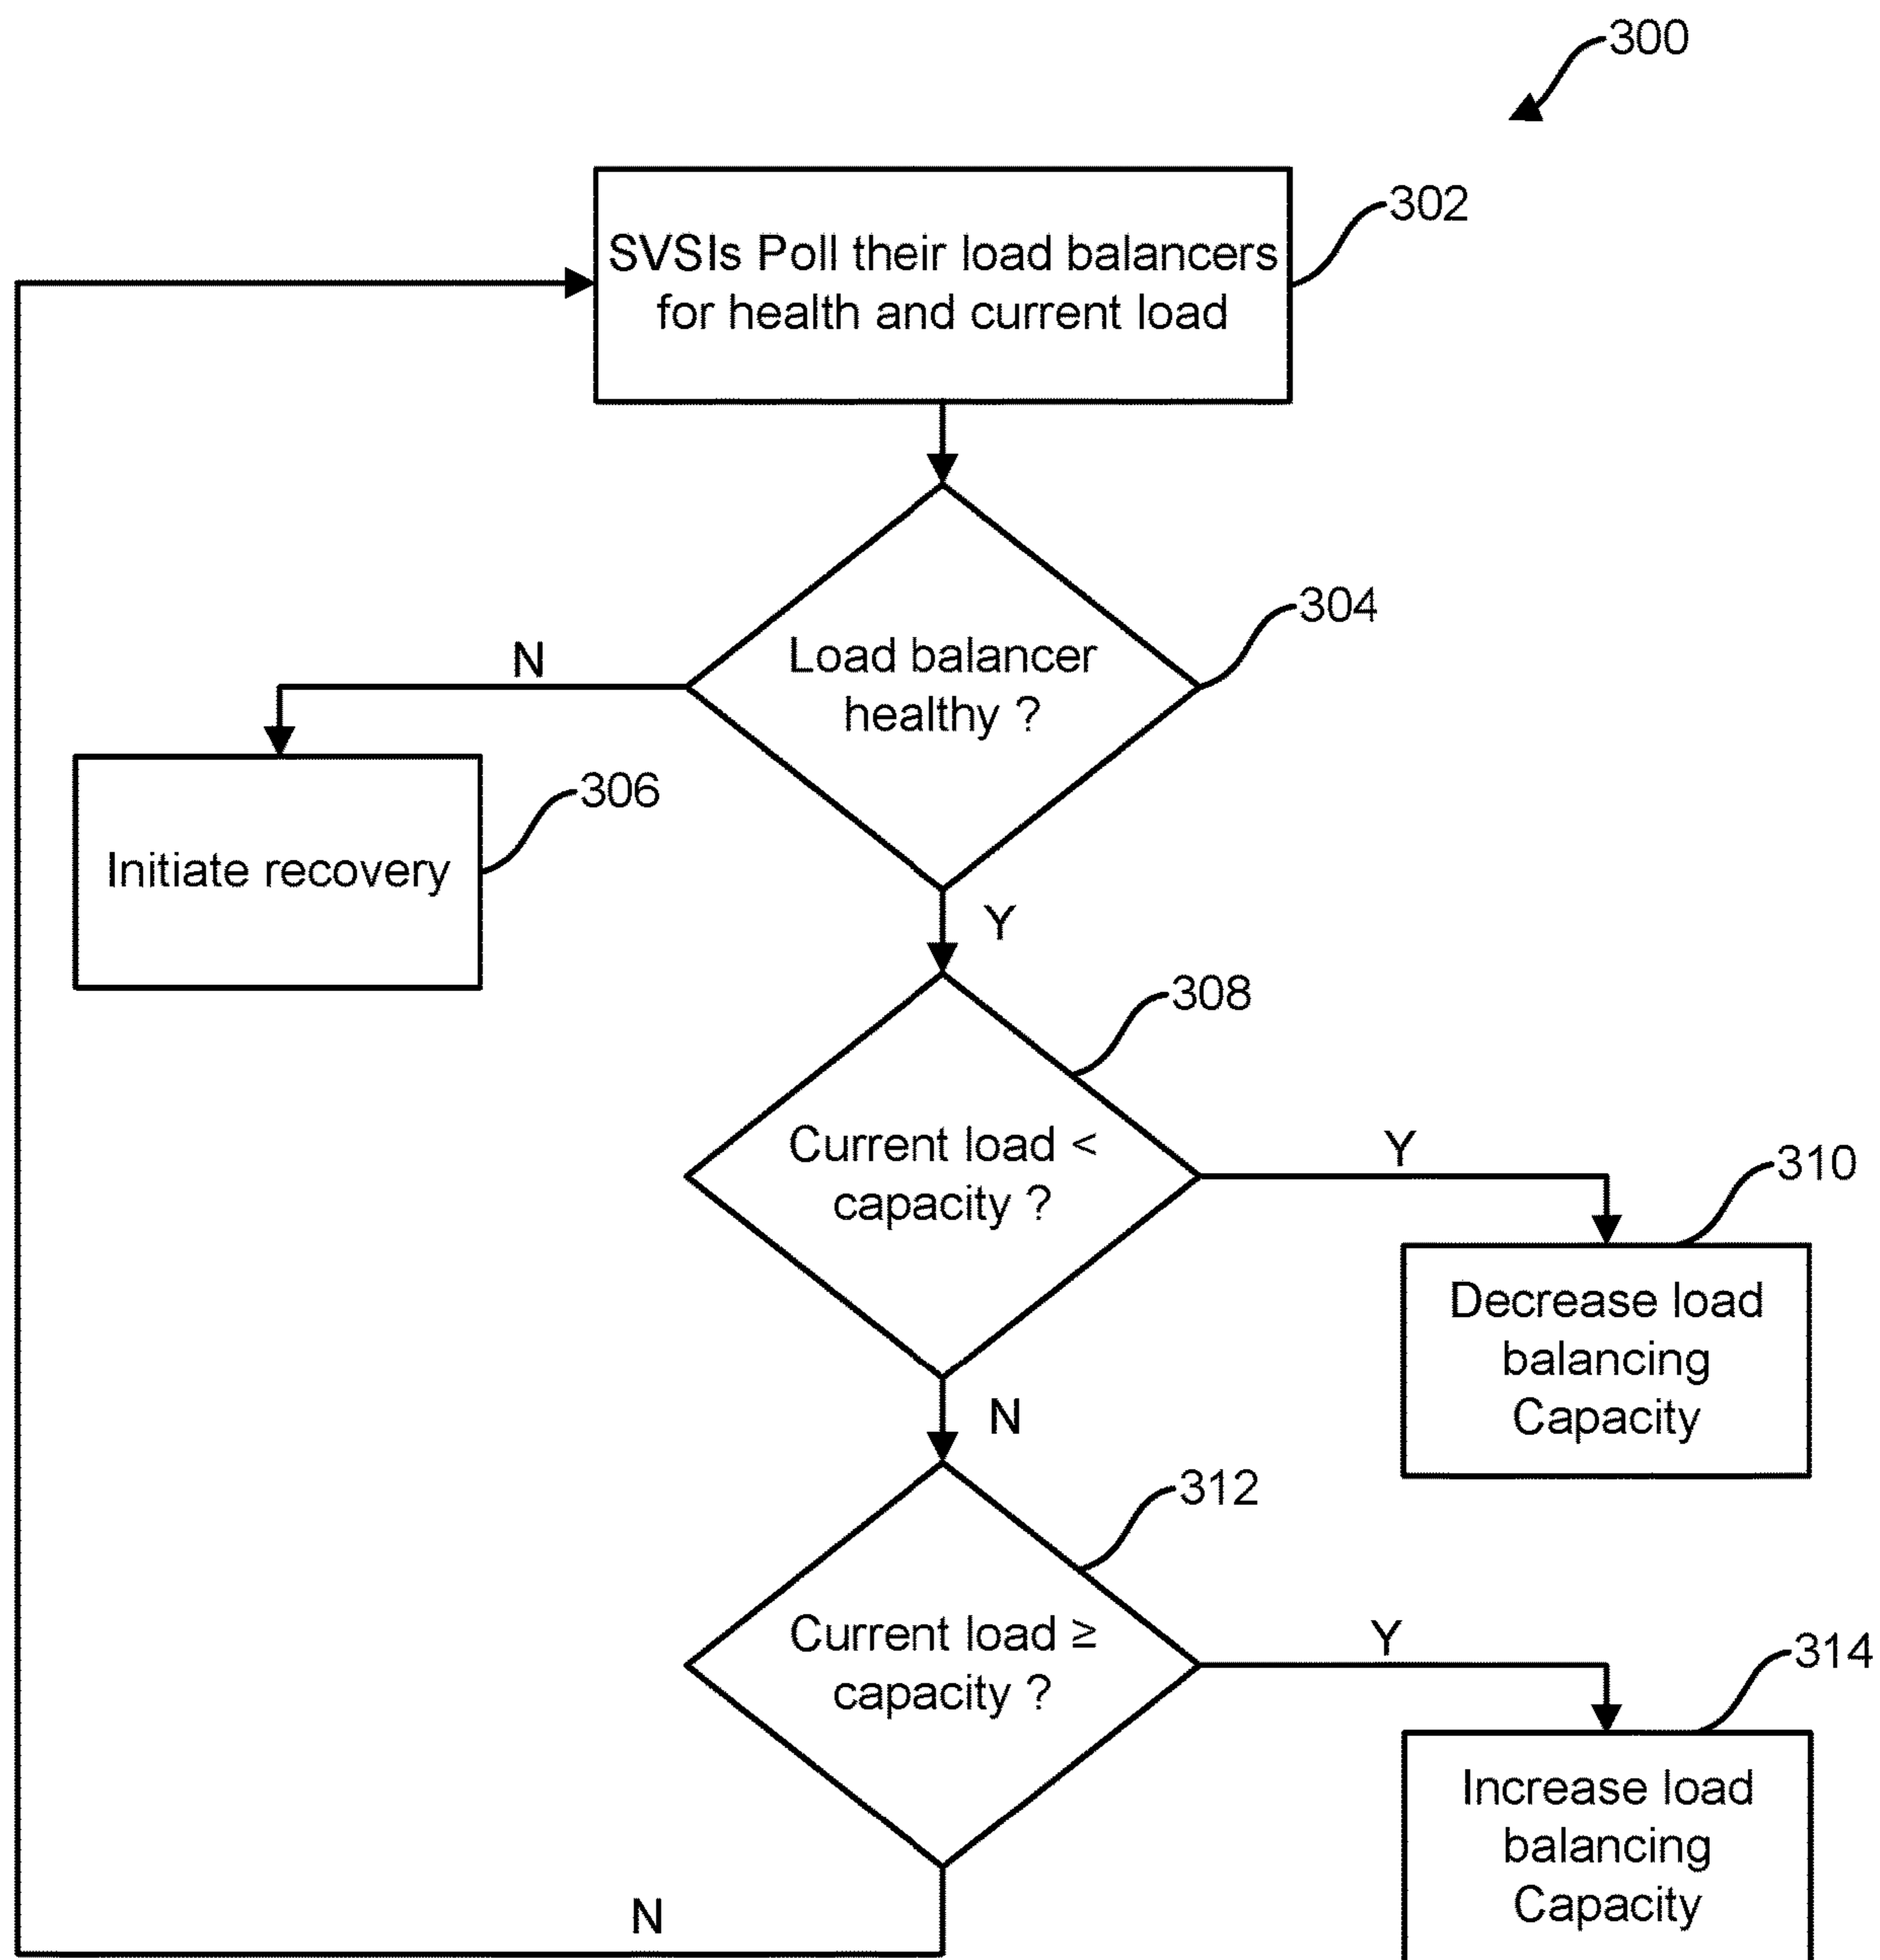 300
SVSIs Poll their load balancers
for health and current load
302
Load balancer
healthy ?
304
N
Initiate recovery
306
Y
Current load <
capacity ?
308
Y
Decrease load
balancing
Capacity
310
N
Current load ≥
capacity ?
312
Y
Increase load
balancing
Capacity
314
N